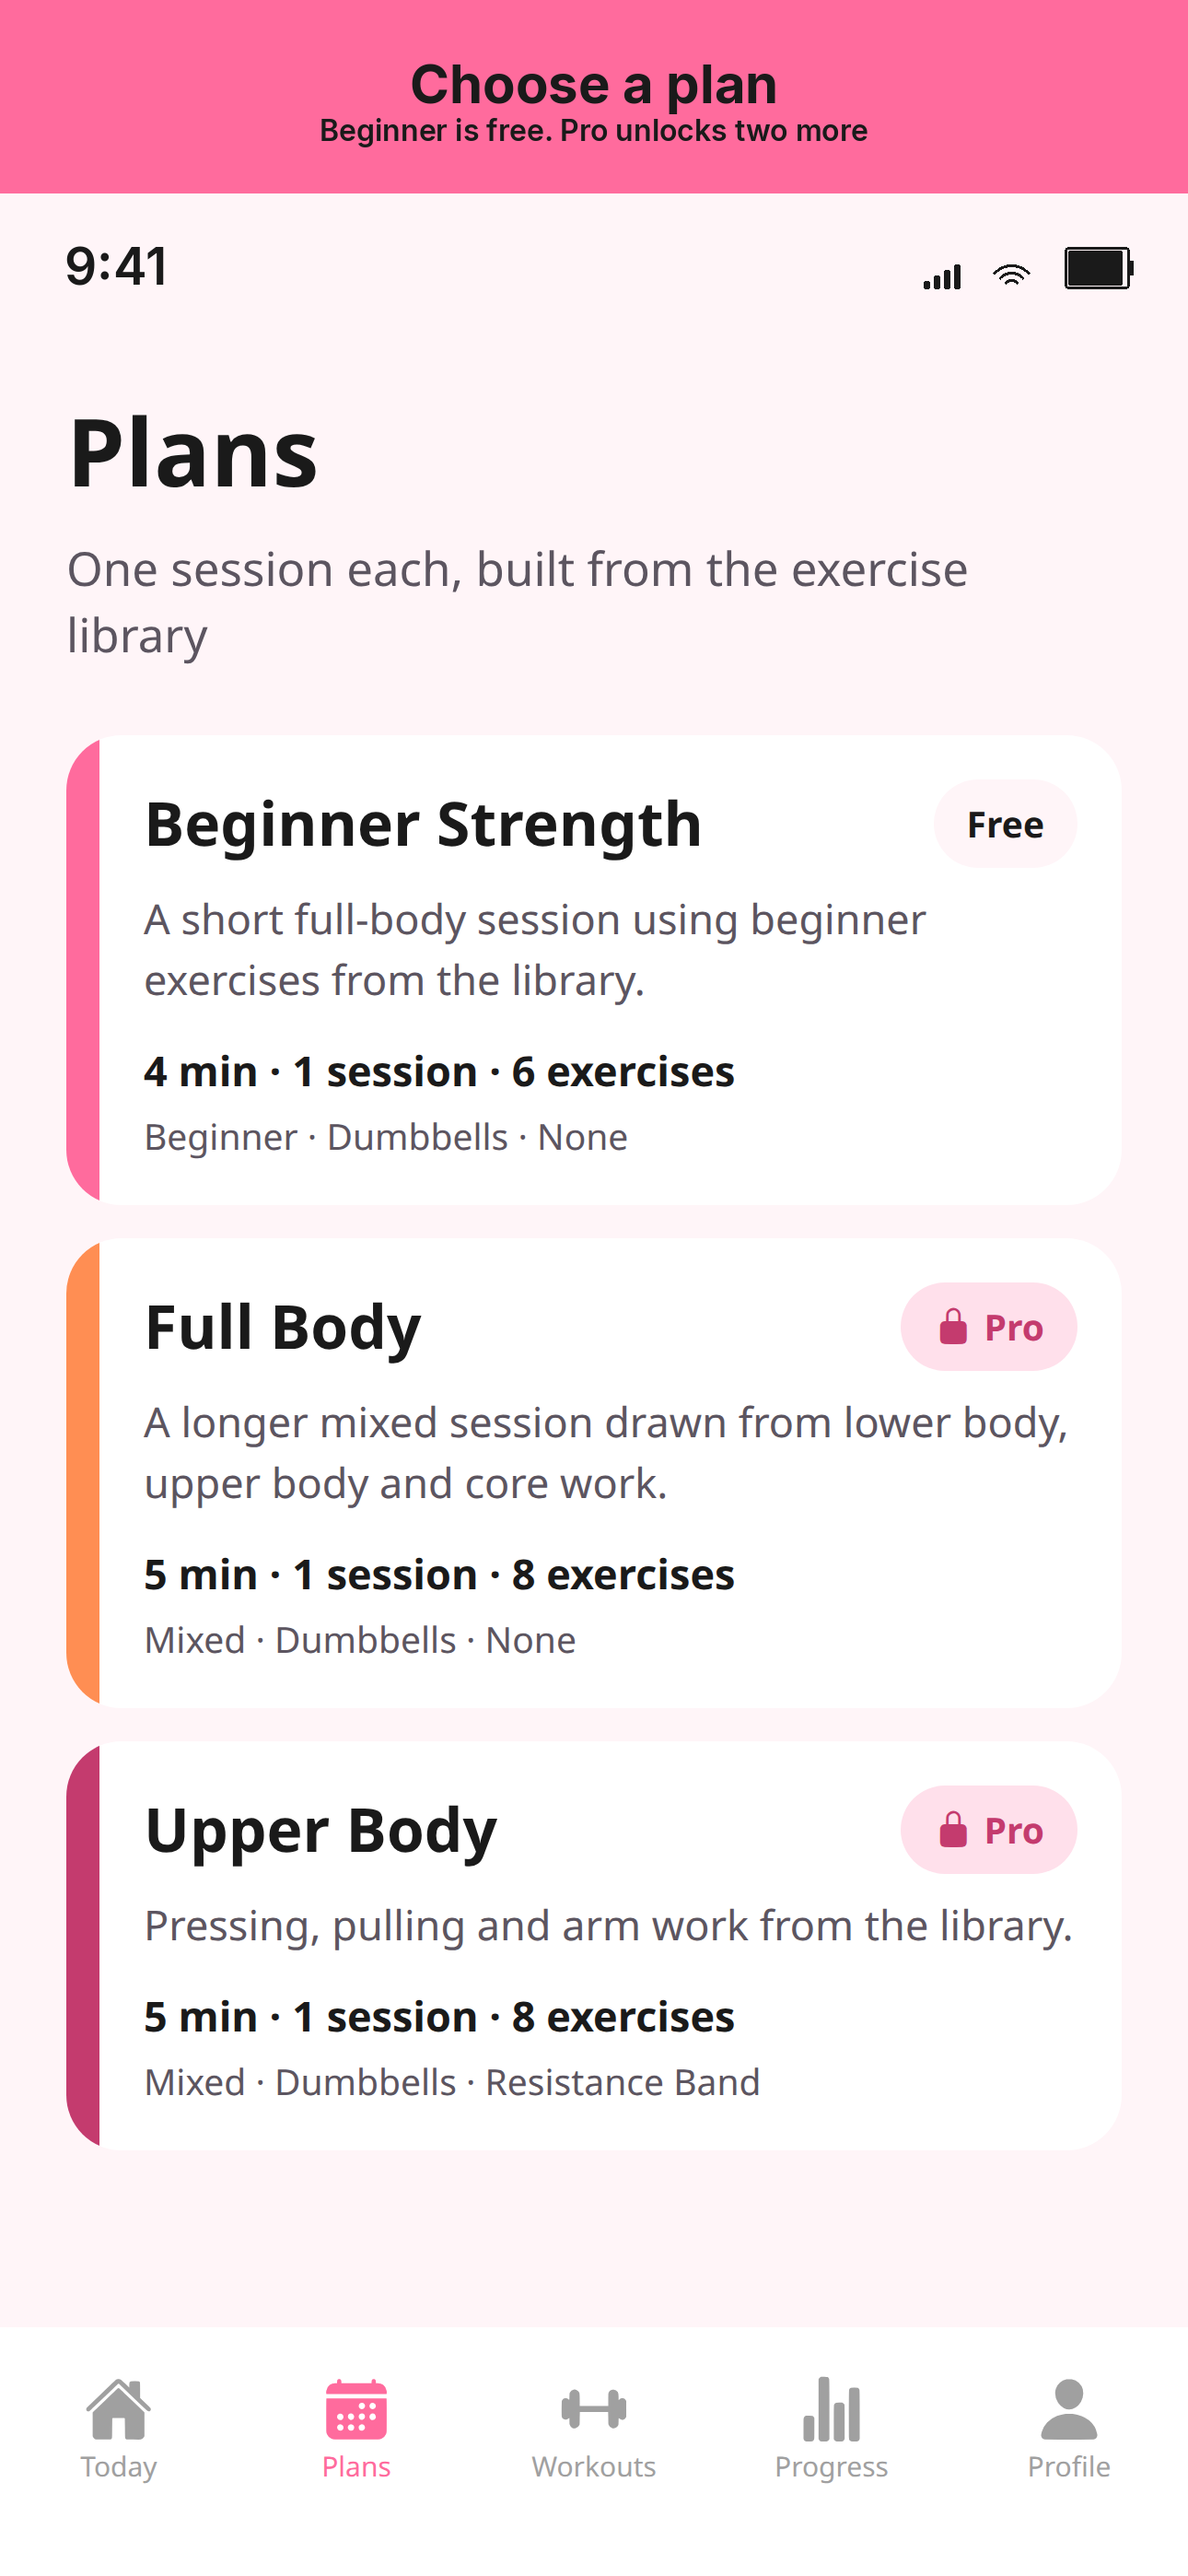 Choose a plan
Beginner is free. Pro unlocks two more
9:41
Plans
One session each, built from the exercise
library
Beginner Strength
Free
A short full-body session using beginner
exercises from the library.
4 min · 1 session · 6 exercises
Beginner · Dumbbells · None
Full Body
Pro
A longer mixed session drawn from lower body,
upper body and core work.
5 min · 1 session · 8 exercises
Mixed · Dumbbells · None
Upper Body
Pro
Pressing, pulling and arm work from the library.
5 min · 1 session · 8 exercises
Mixed · Dumbbells · Resistance Band
Today
Plans
Workouts
Progress
Profile